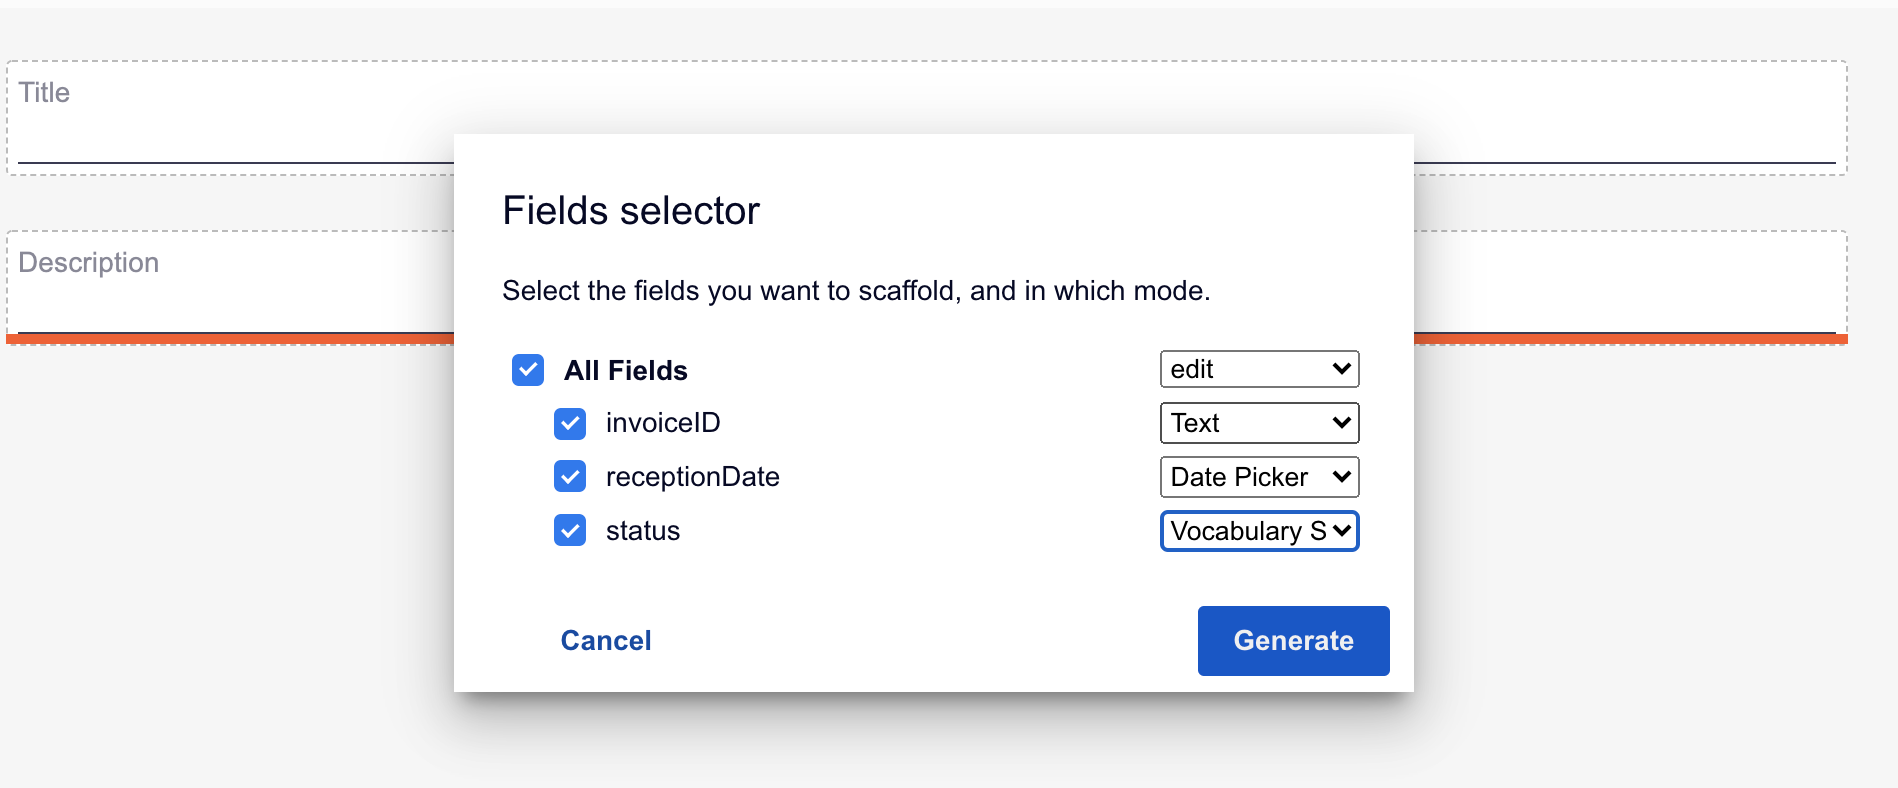 Title
Fields selector
Description
Select the fields you want to scaffold, and in which mode.
All Fields edit
invoiceID Text
receptionDate Date Picker
status Vocabulary S
Cancel Generate